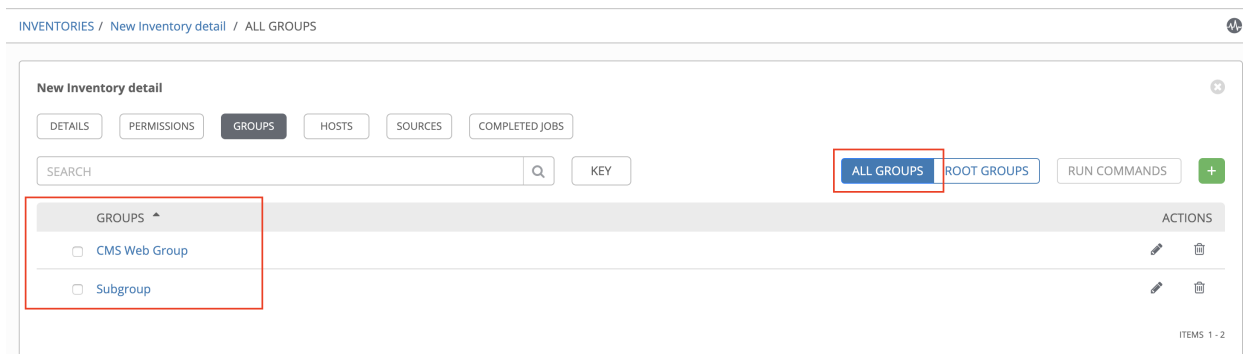 INVENTORIES / New Inventory detail / ALL GROUPS
New Inventory detail
DETAILS PERMISSIONS GROUPS HOSTS SOURCES COMPLETED JOBS
SEARCH KEY ALL GROUPS ROOT GROUPS RUN COMMANDS +
GROUPS ACTIONS
CMS Web Group
Subgroup
ITEMS 1 - 2